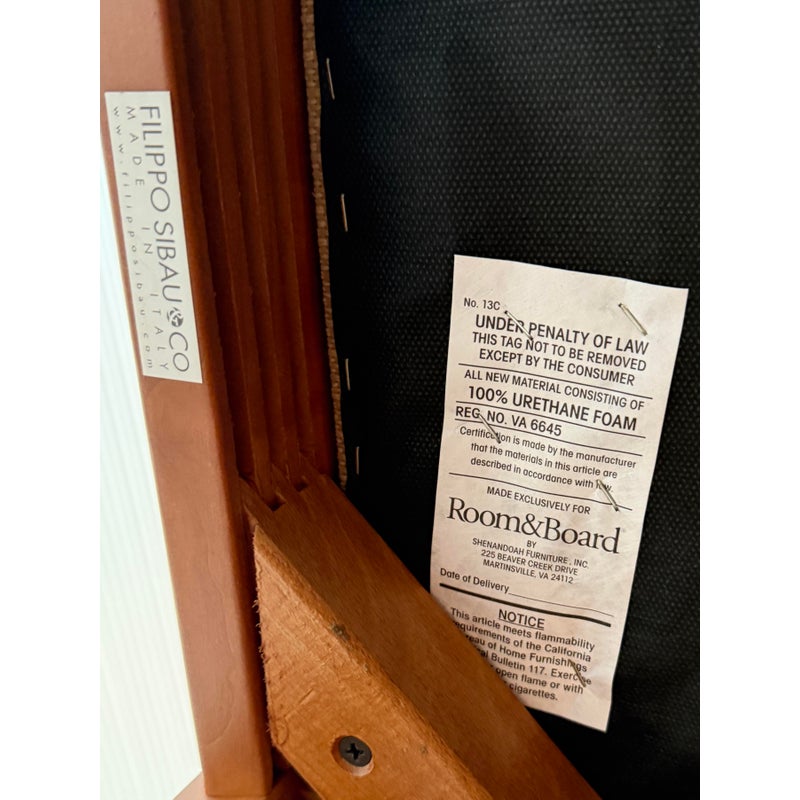 FILIPPO SIBAU & CO
MADE IN ITALY
www.filipposibau.com
No. 13C
UNDER PENALTY OF LAW
THIS TAG NOT TO BE REMOVED
EXCEPT BY THE CONSUMER
ALL NEW MATERIAL CONSISTING OF
100% URETHANE FOAM
REG. NO. VA 6645
Certification is made by the manufacturer
that the materials in this article are
described in accordance with law.
MADE EXCLUSIVELY FOR
Room&Board
BY
SHENANDOAH FURNITURE, INC.
225 BEAVER CREEK DRIVE
MARTINSVILLE, VA 24112
Date of Delivery
NOTICE
This article meets flammability
requirements of the California
Bureau of Home Furnishings
Bulletin 117. Exercise
open flame or with
cigarettes.